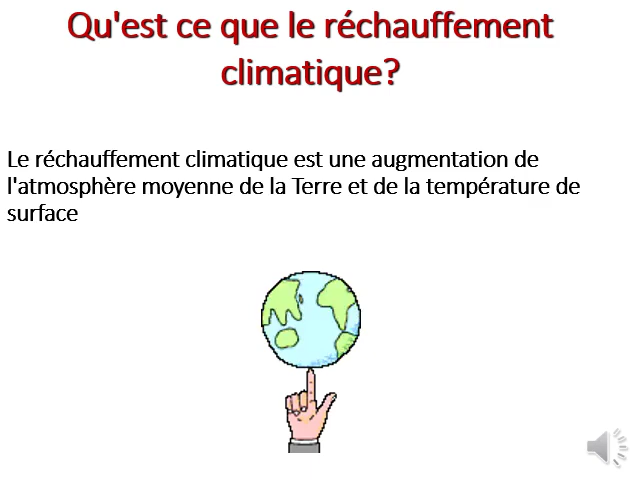 Qu'est ce que le réchauffement
climatique?
Le réchauffement climatique est une augmentation de
l'atmosphère moyenne de la Terre et de la température de
surface